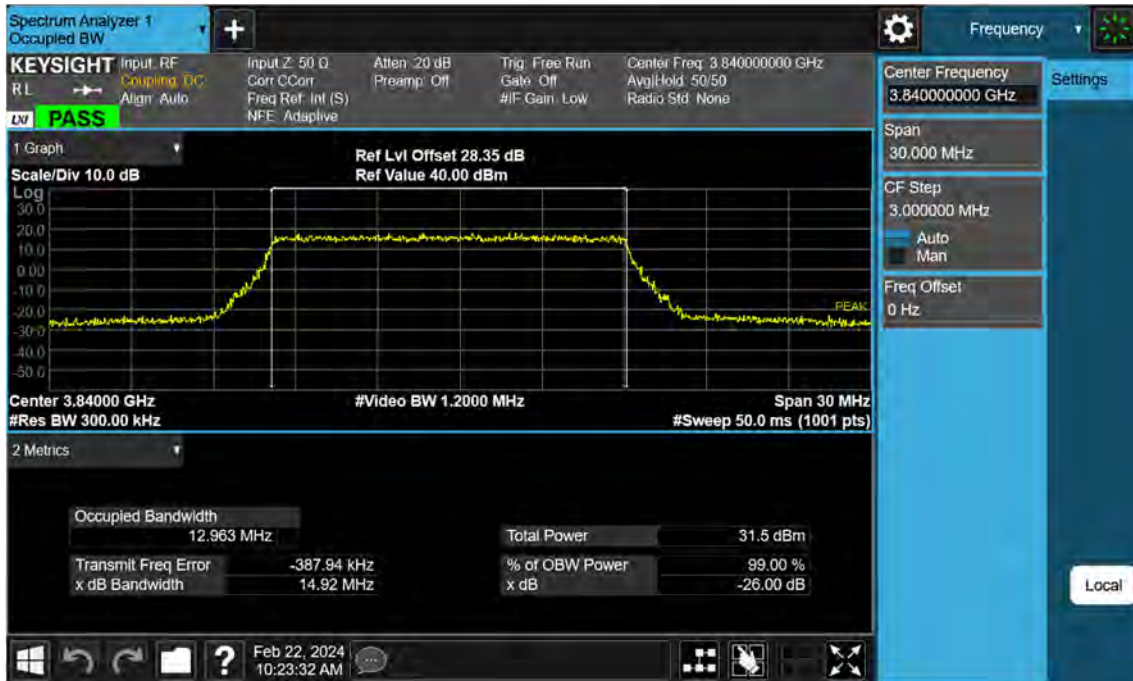 Spectrum Analyzer 1
Occupied BW
+
Frequency
KEYSIGHT
RL
LXI
PASS
Input: RF
Coupling: DC
Align: Auto
Input Z: 50 Ω
Corr CCorr
Freq Ref: Int (S)
NFE: Adaptive
Atten: 20 dB
Preamp: Off
Trig: Free Run
Gate: Off
#IF Gain: Low
Center Freq: 3.840000000 GHz
Avg|Hold: 50/50
Radio Std: None
1 Graph
Scale/Div 10.0 dB
Ref Lvl Offset 28.35 dB
Ref Value 40.00 dBm
Log
30.0
20.0
10.0
0.00
-10.0
-20.0
-30.0
-40.0
-50.0
PEAK
Center 3.84000 GHz
#Res BW 300.00 kHz
#Video BW 1.2000 MHz
Span 30 MHz
#Sweep 50.0 ms (1001 pts)
2 Metrics
Occupied Bandwidth
12.963 MHz
Transmit Freq Error -387.94 kHz
x dB Bandwidth 14.92 MHz
Total Power 31.5 dBm
% of OBW Power 99.00 %
x dB -26.00 dB
Center Frequency
3.840000000 GHz
Span
30.000 MHz
CF Step
3.000000 MHz
Auto
Man
Freq Offset
0 Hz
Settings
Local
?
Feb 22, 2024
10:23:32 AM